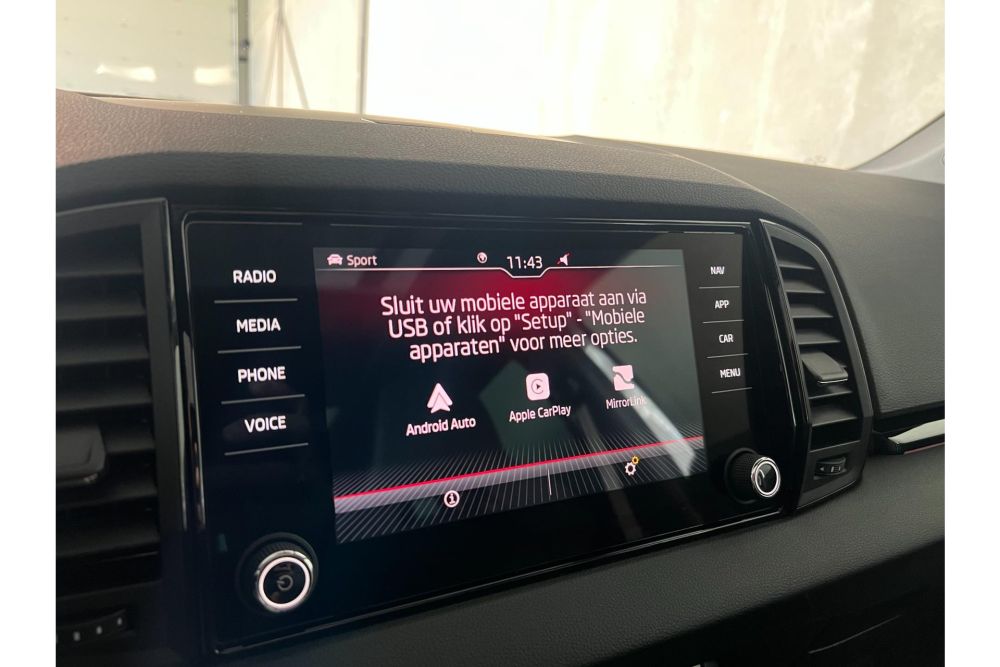 RADIO
MEDIA
PHONE
VOICE
Sport
11:43
Sluit uw mobiele apparaat aan via
USB of klik op "Setup" - "Mobiele
apparaten" voor meer opties.
Android Auto
Apple CarPlay
MirrorLink
NAV
APP
CAR
MENU